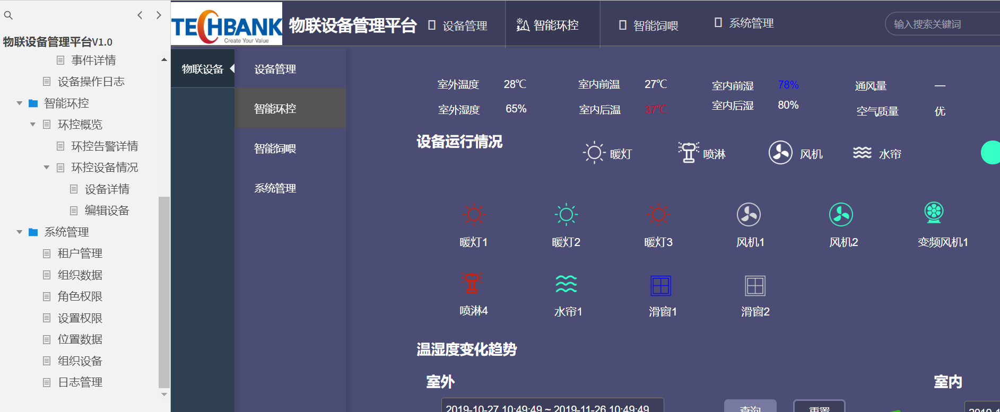 物联设备管理平台V1.0
事件详情
设备操作日志
智能环控
环控概览
环控告警详情
环控设备情况
设备详情
编辑设备
系统管理
租户管理
组织数据
角色权限
设置权限
位置数据
组织设备
日志管理
TECHBANK
Create Your Value
物联设备管理平台
设备管理
智能环控
智能饲喂
系统管理
输入搜索关键词
物联设备
设备管理
智能环控
智能饲喂
系统管理
室外温度 28℃ 室内前温 27℃ 室内前湿 78% 通风量 —
室外湿度 65% 室内后温 37℃ 室内后湿 80% 空气质量 优
设备运行情况
暖灯 喷淋 风机 水帘
暖灯1 暖灯2 暖灯3 风机1 风机2 变频风机1
喷淋4 水帘1 滑窗1 滑窗2
温湿度变化趋势
室外 室内
2019-10-27 10:49:49 ~ 2019-11-26 10:49:49 查询 重置 2019-1